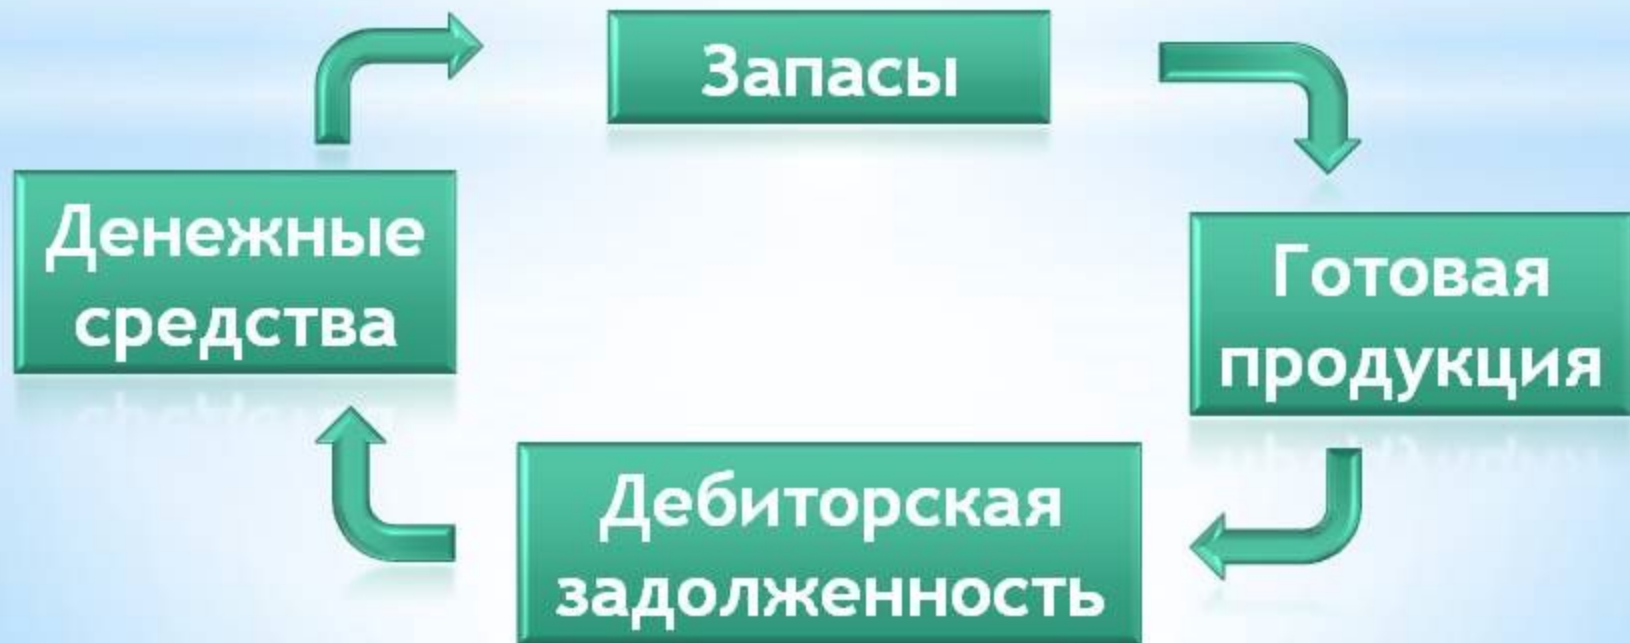 Запасы
Денежные
средства
Готовая
продукция
Дебиторская
задолженность